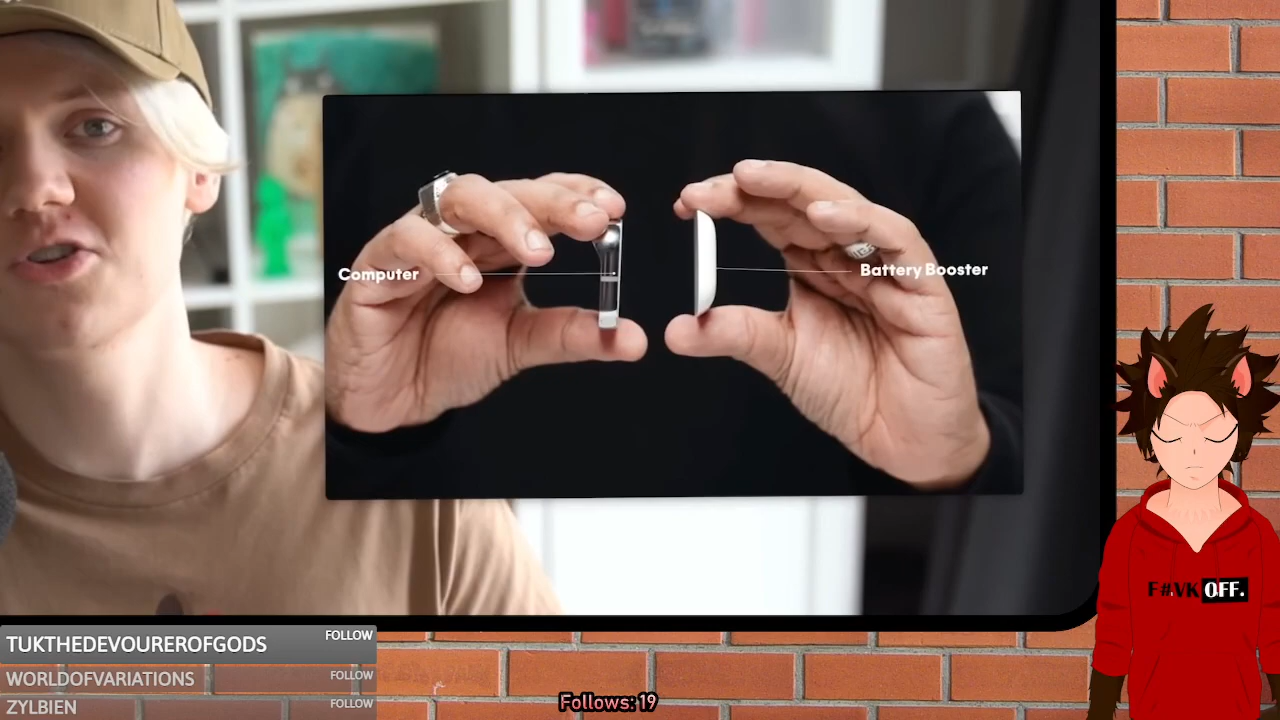 Computer
Battery Booster
F#VK OFF.
TUKTHEDEVOUREROFGODS FOLLOW
WORLDOFVARIATIONS FOLLOW
ZYLBIEN FOLLOW
Follows: 19